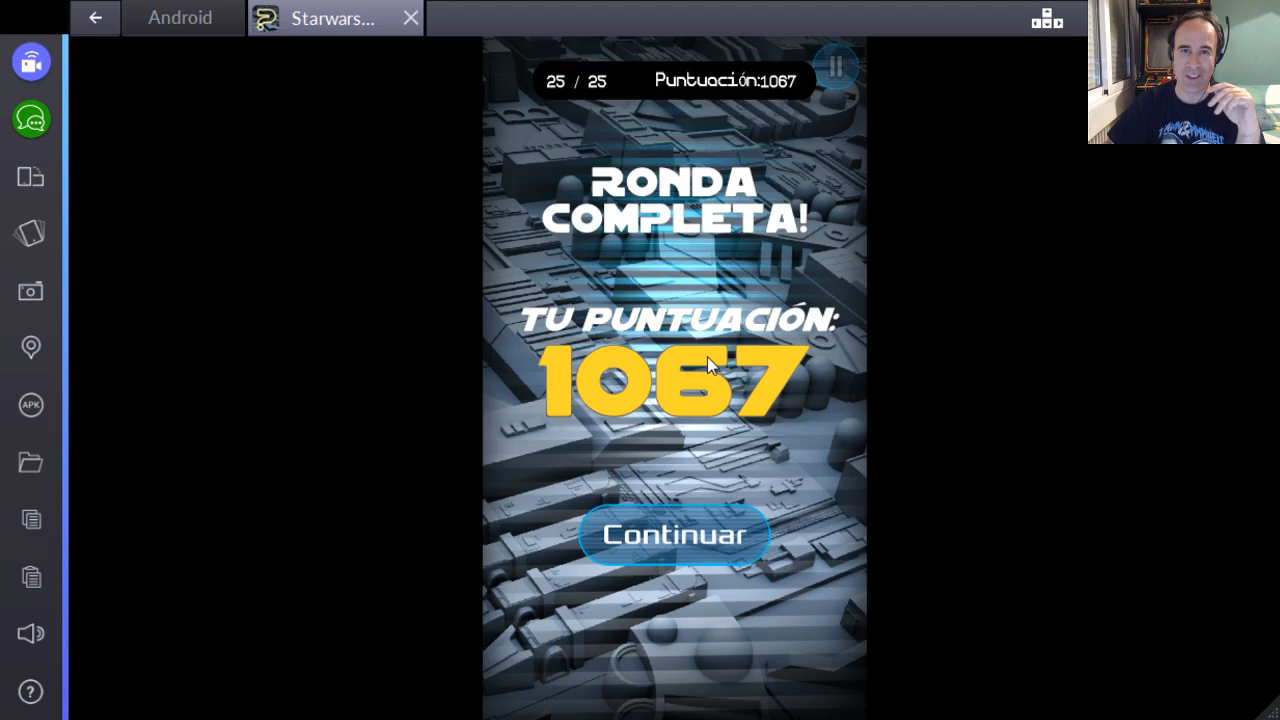 Android
Starwars...
25 / 25
Puntuación:1067
RONDA
COMPLETA!
TU PUNTUACIÓN:
1067
Continuar
APK
?